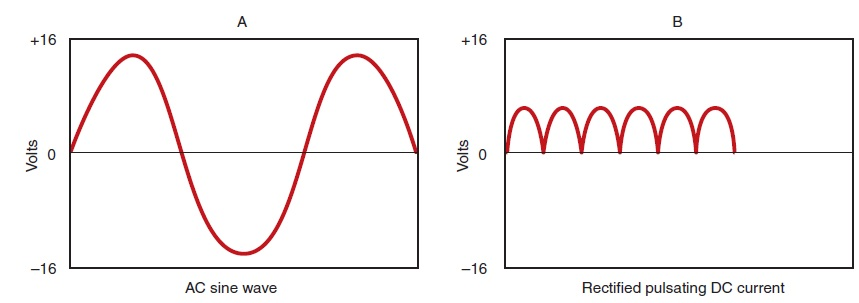 A
+16
Volts
0
–16
AC sine wave
B
+16
Volts
0
–16
Rectified pulsating DC current